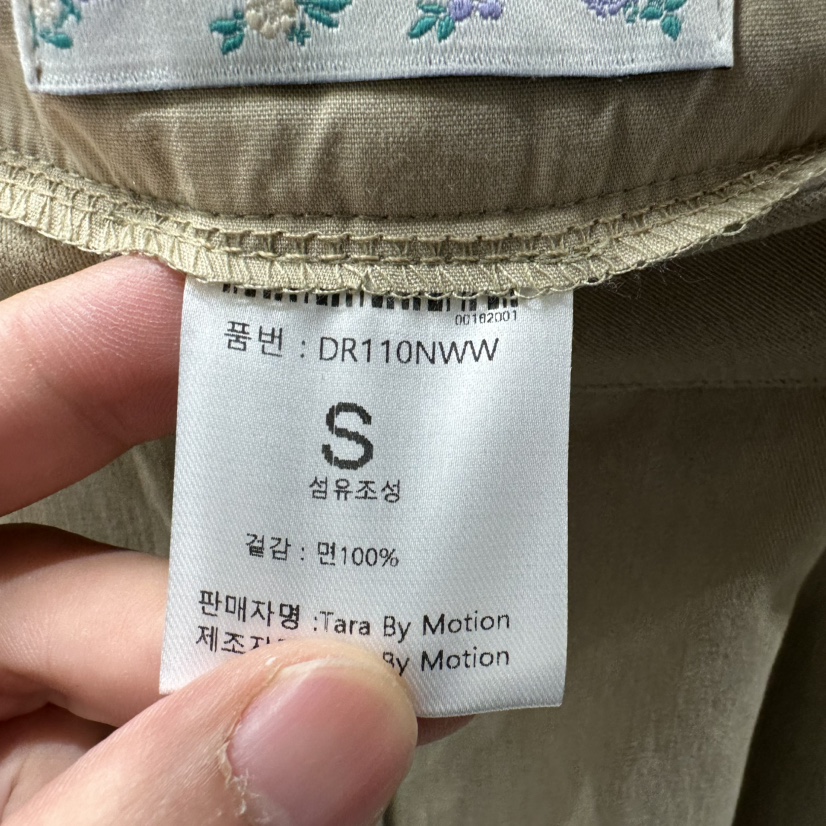 00182001
품번 : DR110NWW
S
섬유조성
겉감 : 면100%
판매자명 :Tara By Motion
By Motion